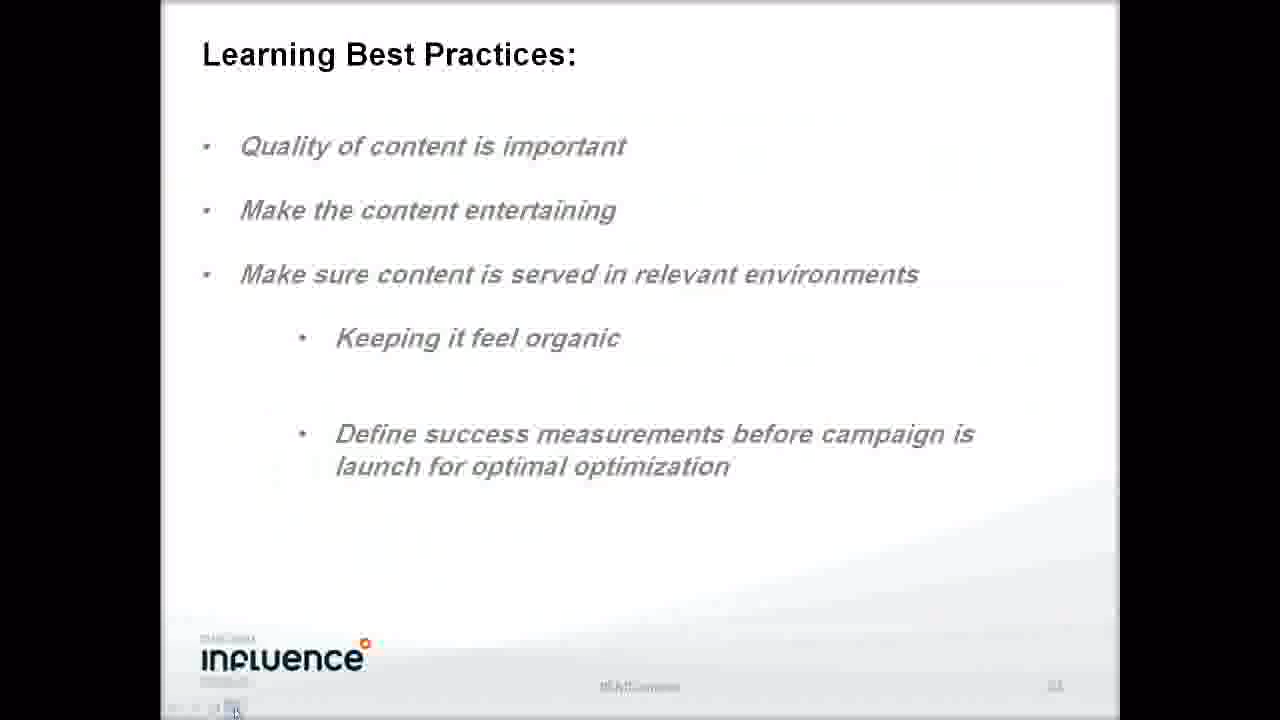 Learning Best Practices:
• Quality of content is important
• Make the content entertaining
• Make sure content is served in relevant environments
• Keeping it feel organic
• Define success measurements before campaign is
launch for optimal optimization
INFLUENCE